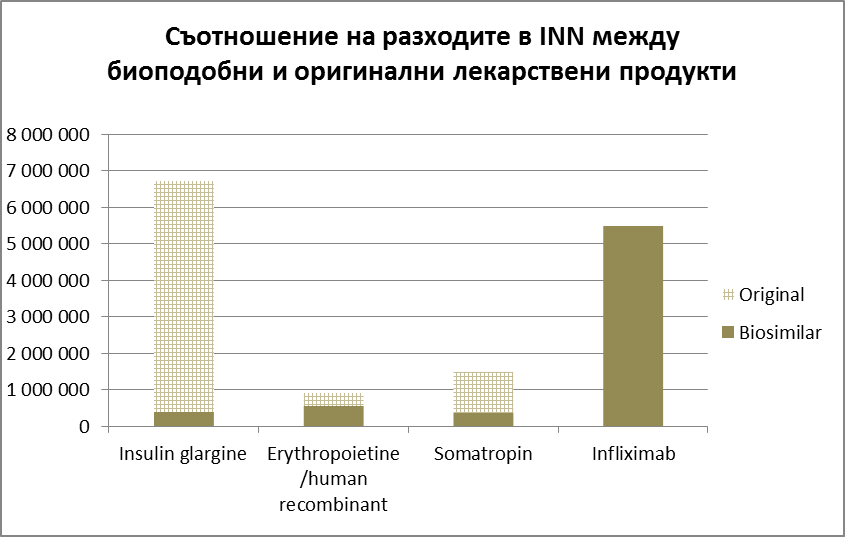 Съотношение на разходите в INN между
биоподобни и оригинални лекарствени продукти
8 000 000
7 000 000
6 000 000
5 000 000
4 000 000
3 000 000
2 000 000
1 000 000
0
Insulin glargine
Erythropoietine
/human
recombinant
Somatropin
Infliximab
Original
Biosimilar